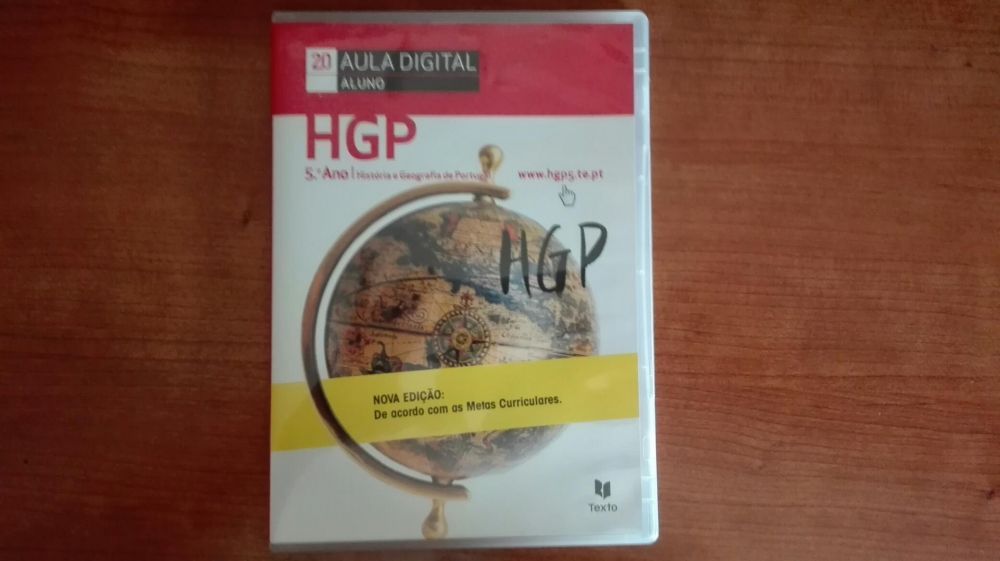 20 AULA DIGITAL
ALUNO
HGP
5.º Ano | História e Geografia de Portugal
www.hgp5.te.pt
HGP
NOVA EDIÇÃO:
De acordo com as Metas Curriculares.
Texto